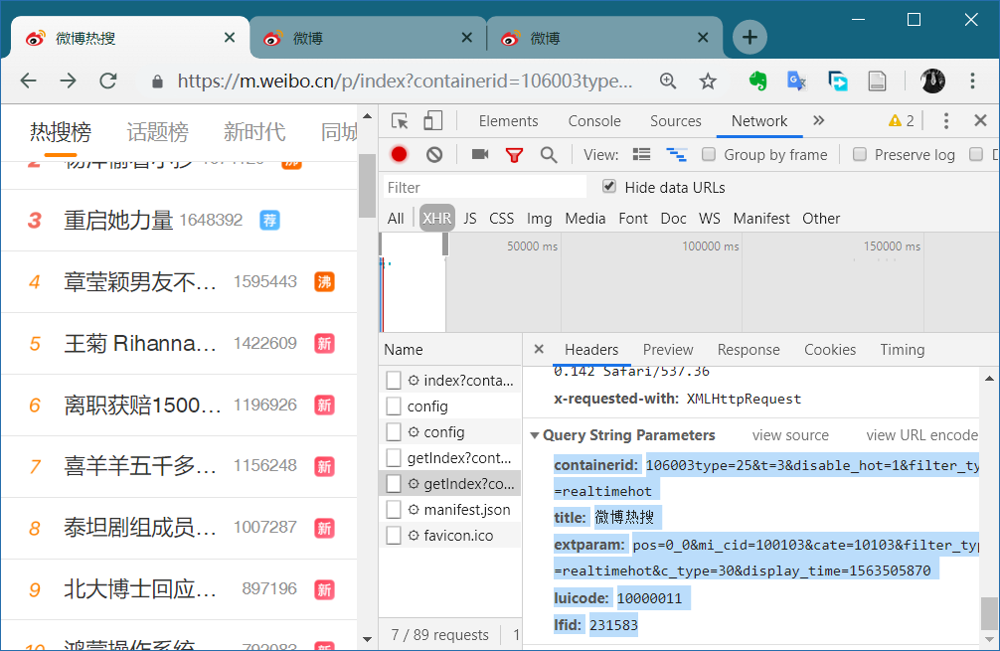 微博热搜
微博
微博
https://m.weibo.cn/p/index?containerid=106003type...
热搜榜 话题榜 新时代 同城
3 重启她力量 1648392 荐
4 章莹颖男友不... 1595443 沸
5 王菊 Rihanna... 1422609 新
6 离职获赔1500... 1196926 新
7 喜羊羊五千多... 1156248 新
8 泰坦剧组成员... 1007287 新
9 北大博士回应... 897196 新
10 鸿蒙操作系统 792083
Elements Console Sources Network » 2
View: Group by frame Preserve log
Filter Hide data URLs
All XHR JS CSS Img Media Font Doc WS Manifest Other
50000 ms 100000 ms 150000 ms
Name
index?conta...
config
config
getIndex?cont...
getIndex?co...
manifest.json
favicon.ico
7 / 89 requests 1
Headers Preview Response Cookies Timing
0.142 Safari/537.36
x-requested-with: XMLHttpRequest
Query String Parameters view source view URL encode
containerid: 106003type=25&t=3&disable_hot=1&filter_ty
=realtimehot
title: 微博热搜
extparam: pos=0_0&mi_cid=100103&cate=10103&filter_typ
=realtimehot&c_type=30&display_time=1563505870
luicode: 10000011
lfid: 231583